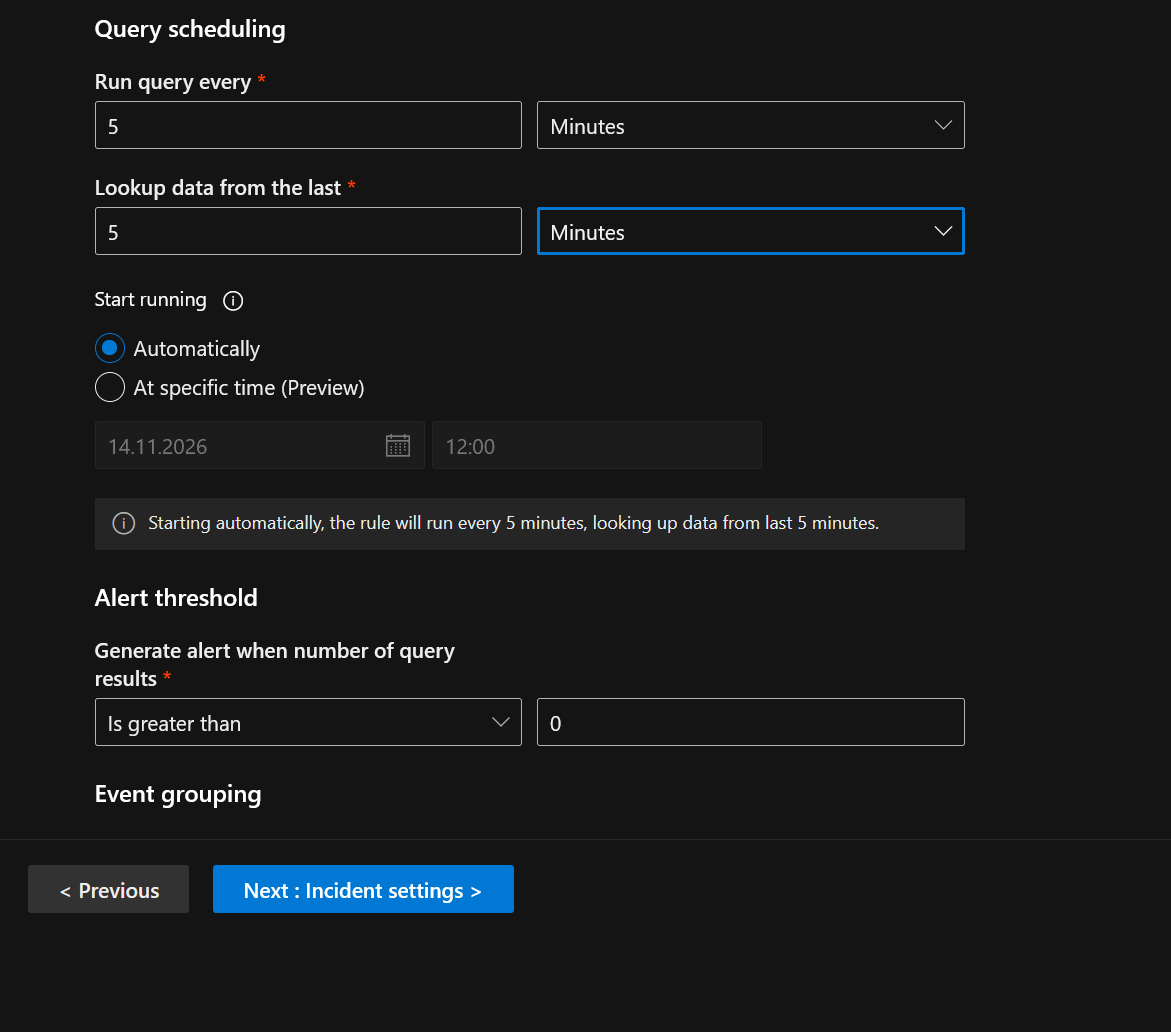 Query scheduling
Run query every *
5
Minutes
Lookup data from the last *
5
Minutes
Start running
Automatically
At specific time (Preview)
14.11.2026
12:00
Starting automatically, the rule will run every 5 minutes, looking up data from last 5 minutes.
Alert threshold
Generate alert when number of query
results *
Is greater than
0
Event grouping
< Previous
Next : Incident settings >